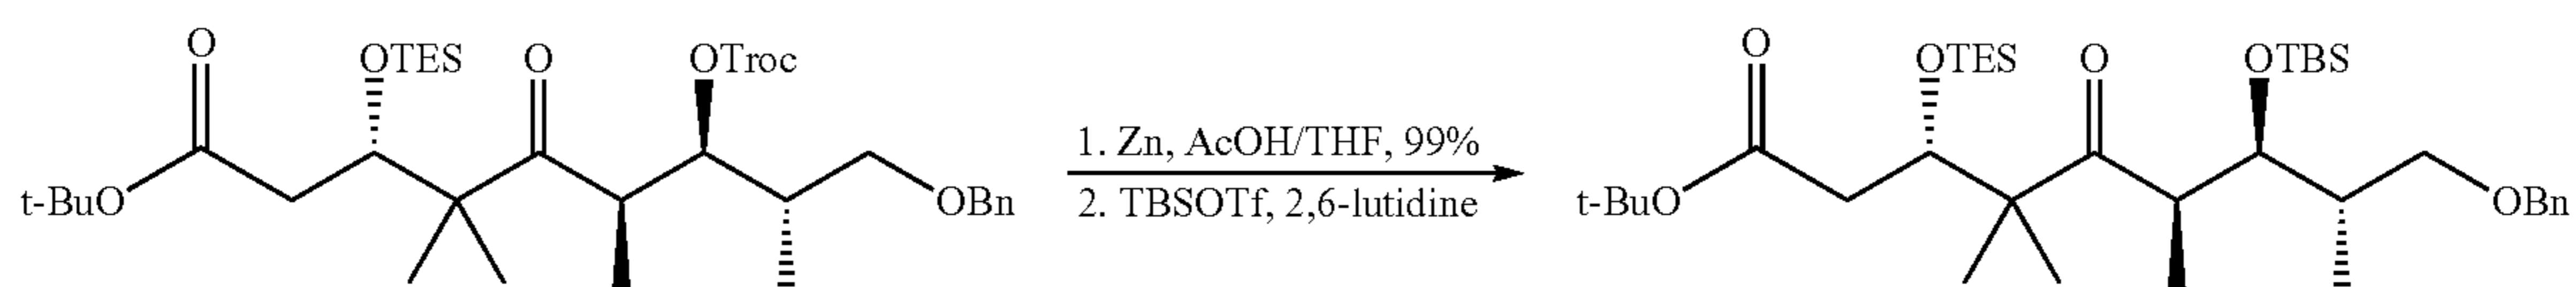 O
OTES
O
OTroc
t-BuO
OBn
1. Zn, AcOH/THF, 99%
2. TBSOTf, 2,6-lutidine
O
OTES
O
OTBS
t-BuO
OBn